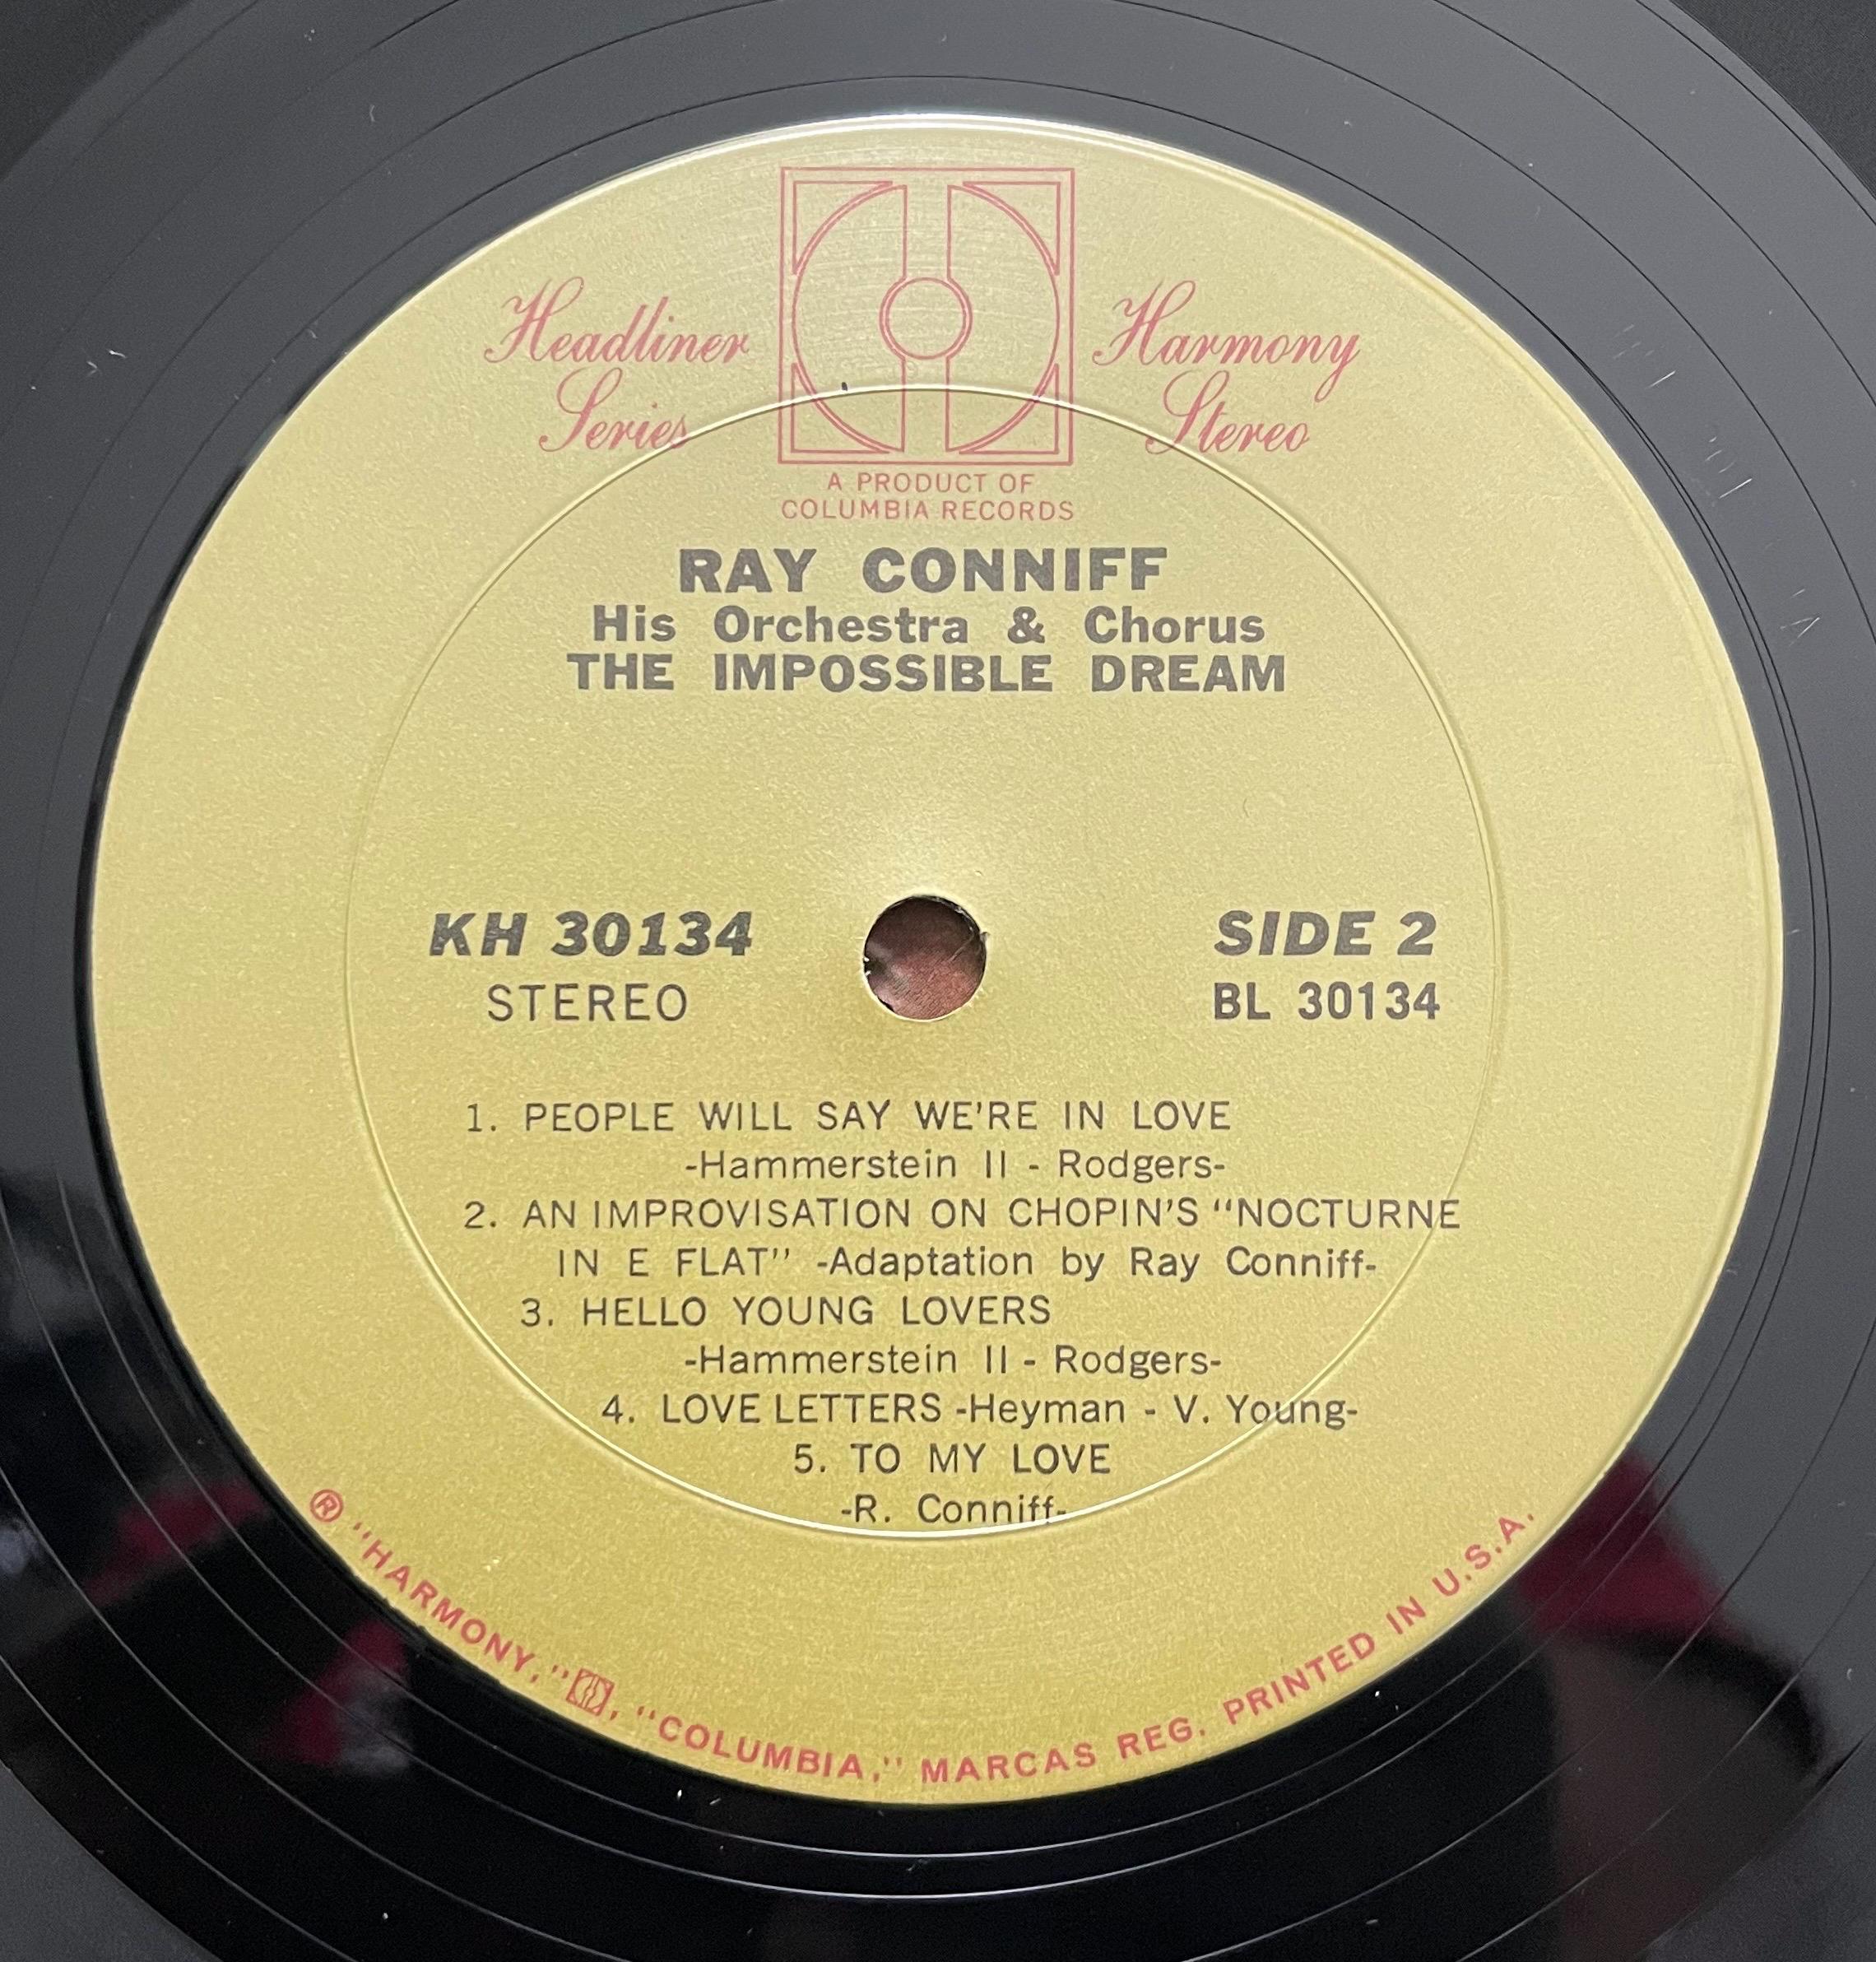 Headliner Series
Harmony Stereo
A PRODUCT OF
COLUMBIA RECORDS
RAY CONNIFF
His Orchestra & Chorus
THE IMPOSSIBLE DREAM
KH 30134
STEREO
SIDE 2
BL 30134
1. PEOPLE WILL SAY WE'RE IN LOVE
-Hammerstein II - Rodgers-
2. AN IMPROVISATION ON CHOPIN'S "NOCTURNE
IN E FLAT" -Adaptation by Ray Conniff-
3. HELLO YOUNG LOVERS
-Hammerstein II - Rodgers-
4. LOVE LETTERS -Heyman - V. Young-
5. TO MY LOVE
-R. Conniff-
® "HARMONY," , "COLUMBIA," MARCAS REG. PRINTED IN U.S.A.